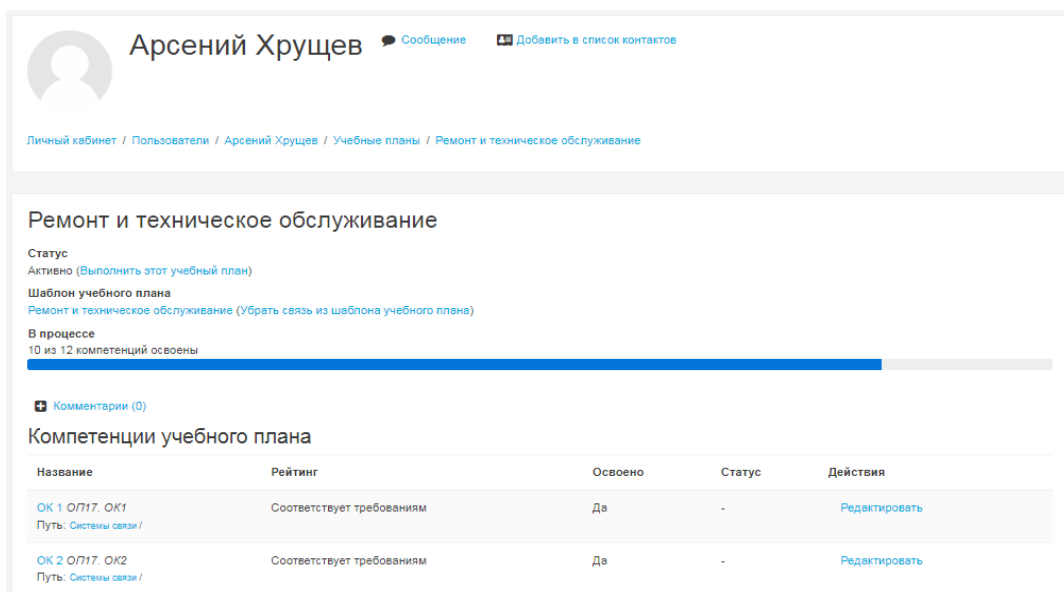 Арсений Хрущев Сообщение Добавить в список контактов
Личный кабинет / Пользователи / Арсений Хрущев / Учебные планы / Ремонт и техническое обслуживание
Ремонт и техническое обслуживание
Статус
Активно (Выполнить этот учебный план)
Шаблон учебного плана
Ремонт и техническое обслуживание (Убрать связь из шаблона учебного плана)
В процессе
10 из 12 компетенций освоены
Комментарии (0)
Компетенции учебного плана
Название Рейтинг Освоено Статус Действия
ОК 1 ОП17. ОК1 Соответствует требованиям Да - Редактировать
Путь: Системы связи /
ОК 2 ОП17. ОК2 Соответствует требованиям Да - Редактировать
Путь: Системы связи /